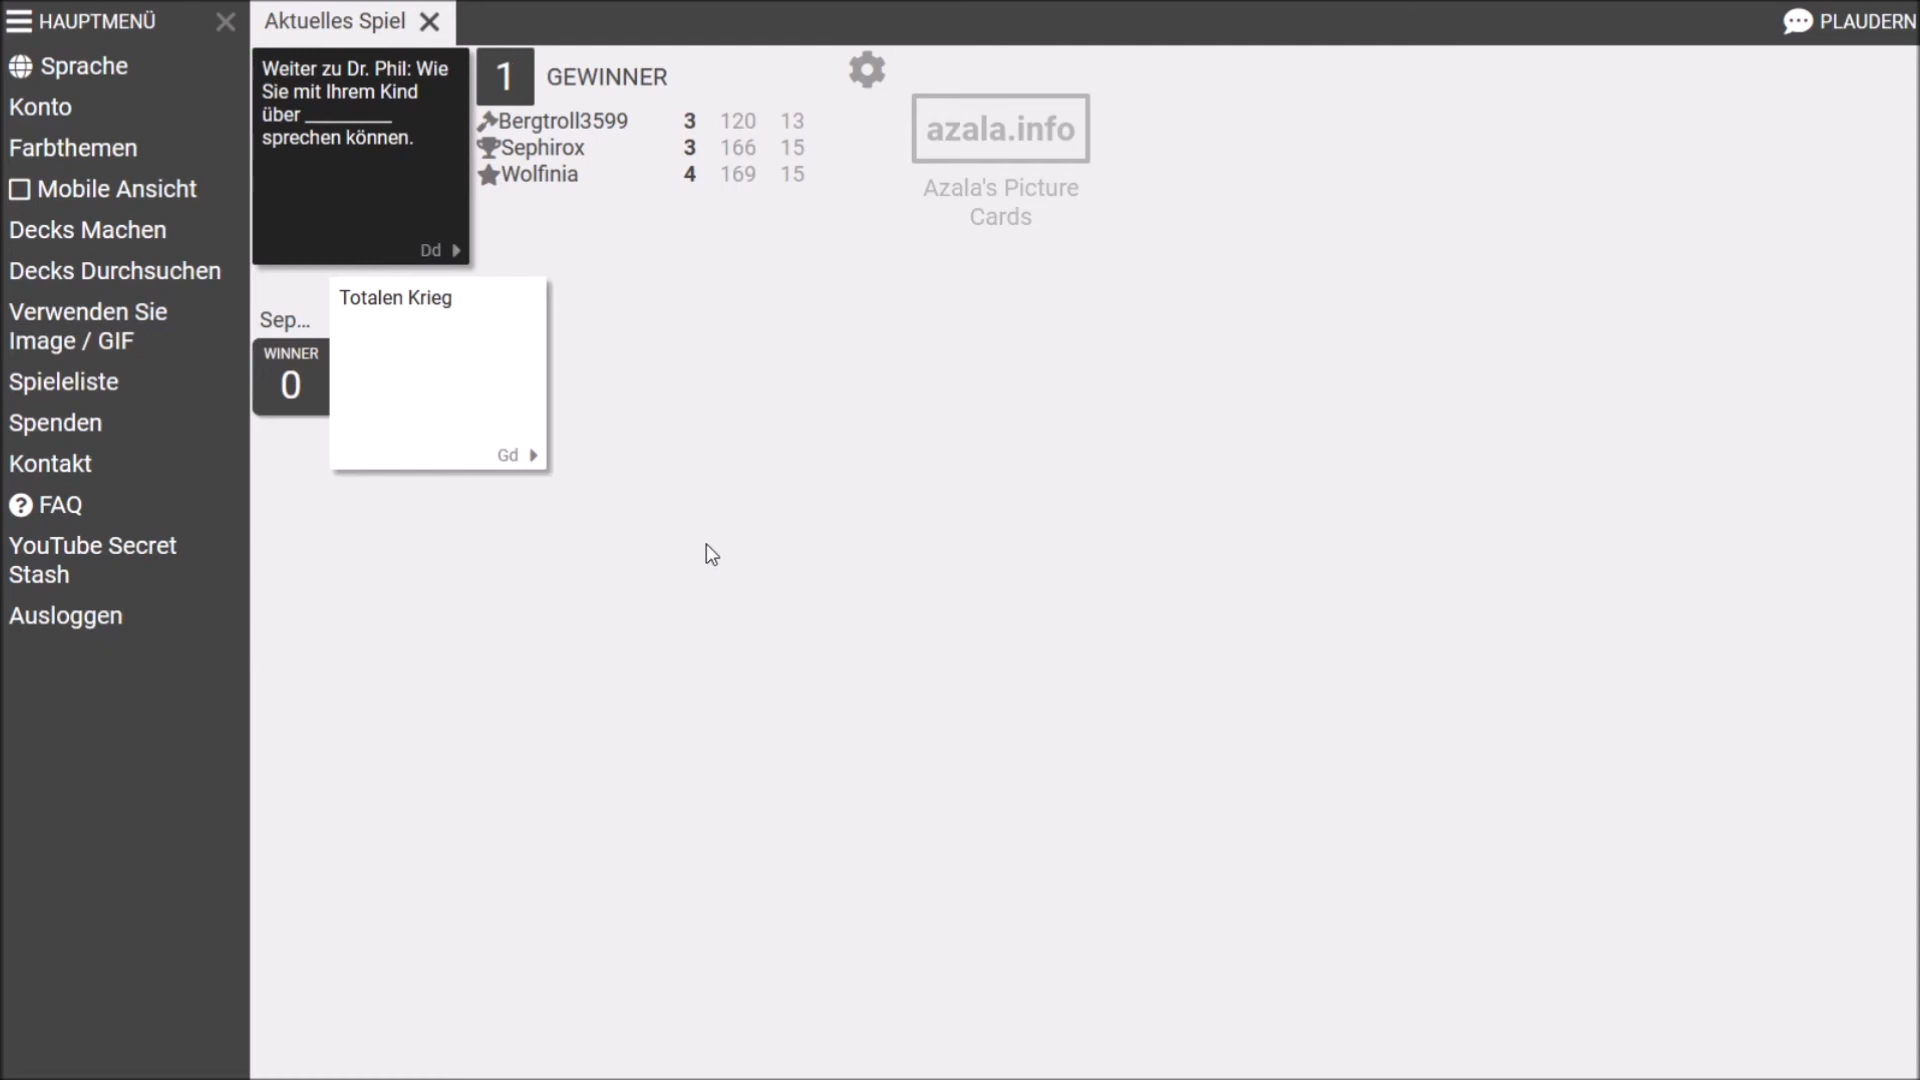 HAUPTMENÜ
Aktuelles Spiel
PLAUDERN
Sprache
Konto
Farbthemen
Mobile Ansicht
Decks Machen
Decks Durchsuchen
Verwenden Sie
Image / GIF
Spieleliste
Spenden
Kontakt
FAQ
YouTube Secret
Stash
Ausloggen
Weiter zu Dr. Phil: Wie
Sie mit Ihrem Kind
über __________
sprechen können.
Dd
1 GEWINNER
Bergtroll3599 3 120 13
Sephirox 3 166 15
Wolfinia 4 169 15
azala.info
Azala's Picture
Cards
Sep...
WINNER
0
Totalen Krieg
Gd